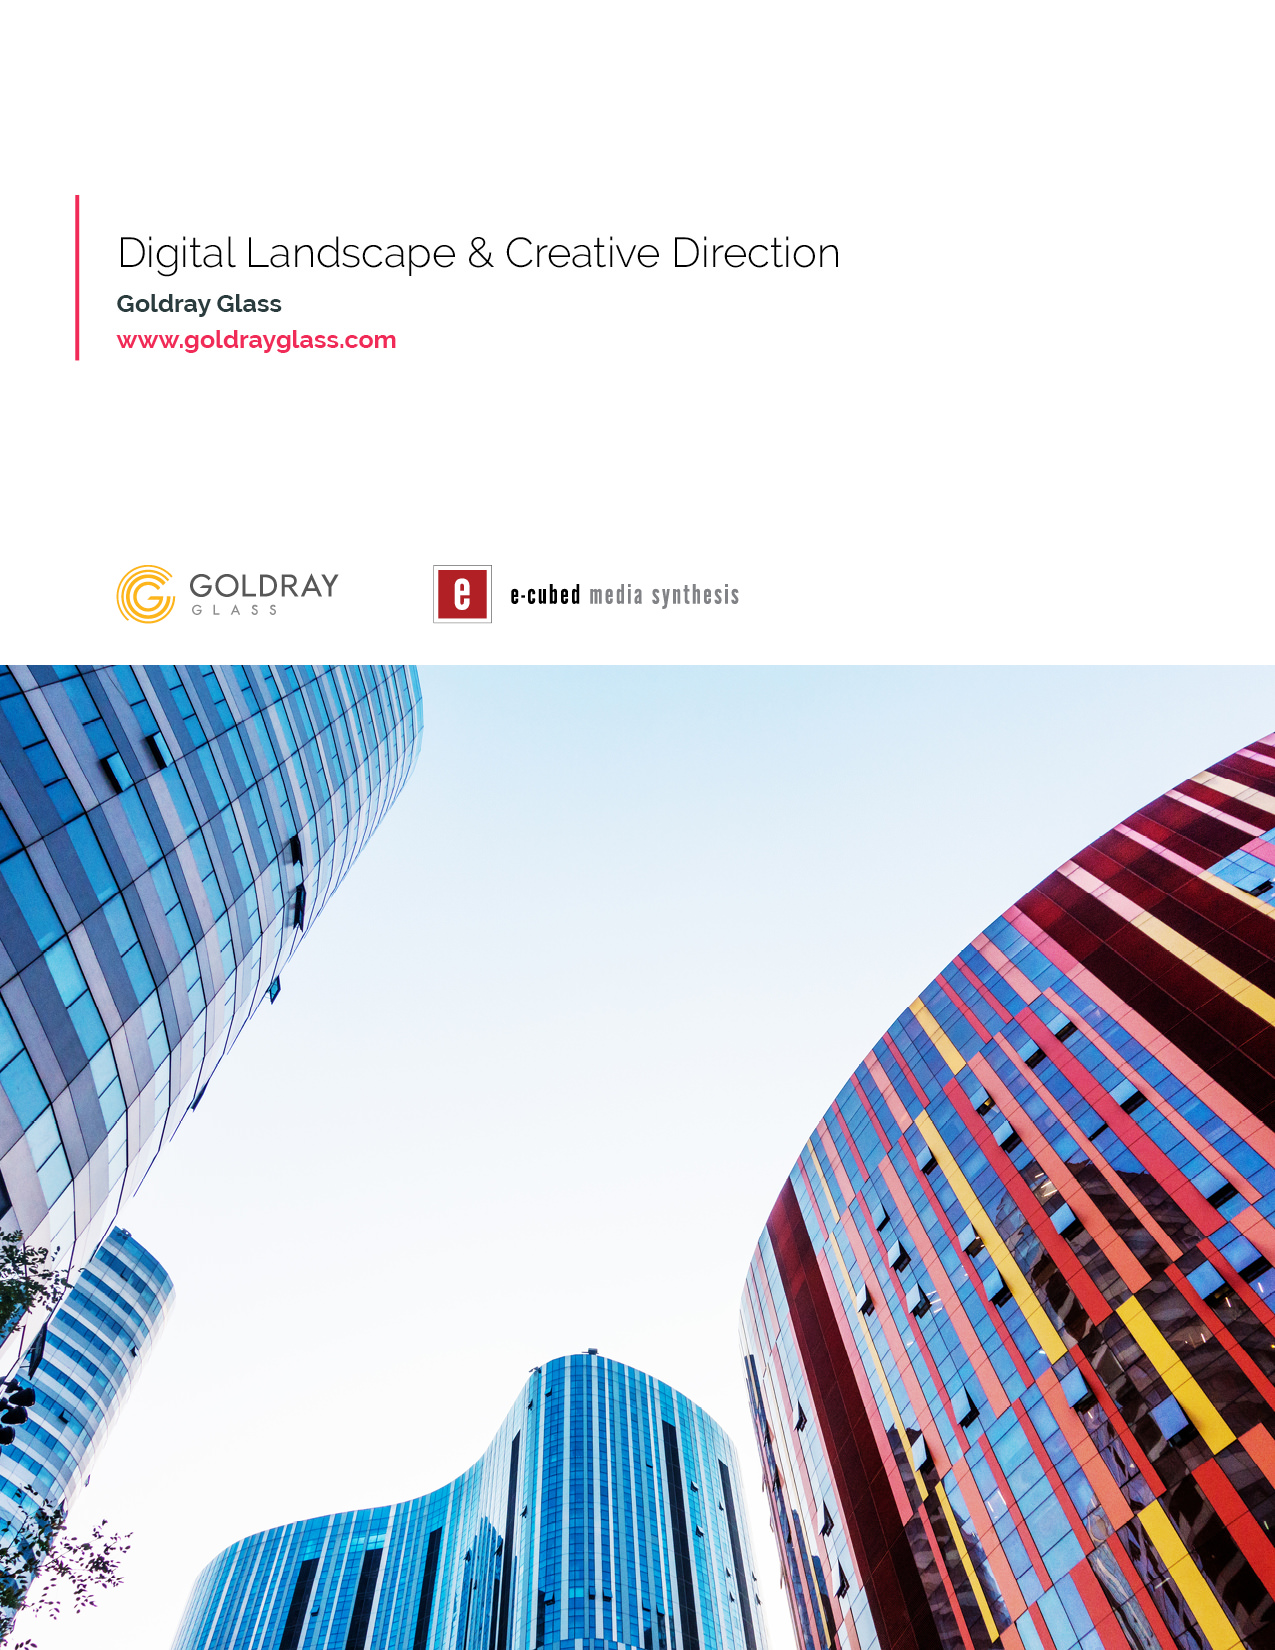 Digital Landscape & Creative Direction
Goldray Glass
www.goldrayglass.com
GOLDRAY
GLASS
e e-cubed media synthesis